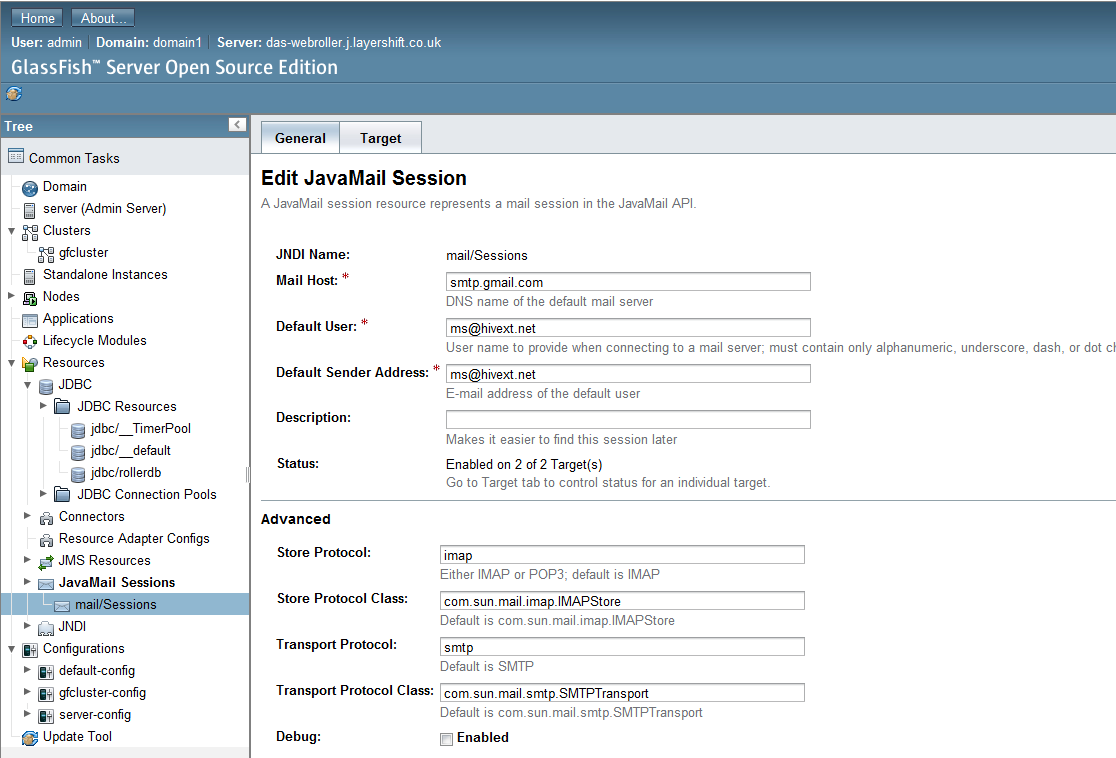 Home About...
User: admin Domain: domain1 Server: das-webroller.j.layershift.co.uk
GlassFish™ Server Open Source Edition
Tree
Common Tasks
Domain
server (Admin Server)
Clusters
gfcluster
Standalone Instances
Nodes
Applications
Lifecycle Modules
Resources
JDBC
JDBC Resources
jdbc/__TimerPool
jdbc/__default
jdbc/rollerdb
JDBC Connection Pools
Connectors
Resource Adapter Configs
JMS Resources
JavaMail Sessions
mail/Sessions
JNDI
Configurations
default-config
gfcluster-config
server-config
Update Tool
General Target
Edit JavaMail Session
A JavaMail session resource represents a mail session in the JavaMail API.
JNDI Name: mail/Sessions
Mail Host: * smtp.gmail.com
DNS name of the default mail server
Default User: * ms@hivext.net
User name to provide when connecting to a mail server; must contain only alphanumeric, underscore, dash, or dot ch
Default Sender Address: * ms@hivext.net
E-mail address of the default user
Description:
Makes it easier to find this session later
Status: Enabled on 2 of 2 Target(s)
Go to Target tab to control status for an individual target.
Advanced
Store Protocol: imap
Either IMAP or POP3; default is IMAP
Store Protocol Class: com.sun.mail.imap.IMAPStore
Default is com.sun.mail.imap.IMAPStore
Transport Protocol: smtp
Default is SMTP
Transport Protocol Class: com.sun.mail.smtp.SMTPTransport
Default is com.sun.mail.smtp.SMTPTransport
Debug: Enabled